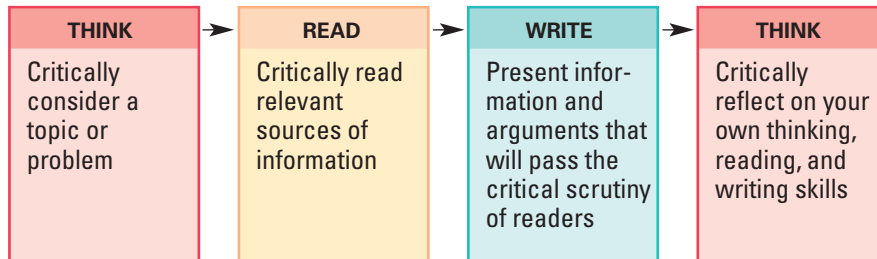 THINK
Critically
consider a
topic or
problem
READ
Critically read
relevant
sources of
information
WRITE
Present infor-
mation and
arguments that
will pass the
critical scrutiny
of readers
THINK
Critically
reflect on your
own thinking,
reading, and
writing skills